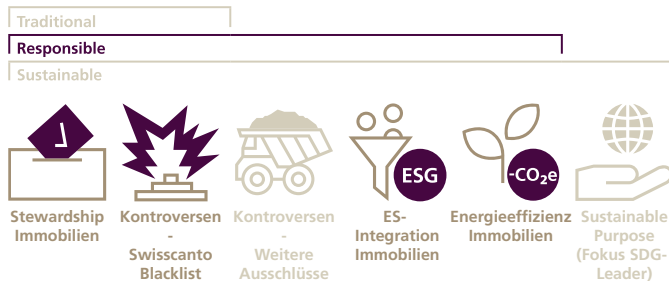 Traditional
Responsible
Sustainable
ESG
-CO₂e
Stewardship
Immobilien
Kontroversen
-
Swisscanto
Blacklist
Kontroversen
-
Weitere
Ausschlüsse
ES-
Integration
Immobilien
Energieeffizienz
Immobilien
Sustainable
Purpose
(Fokus SDG-
Leader)